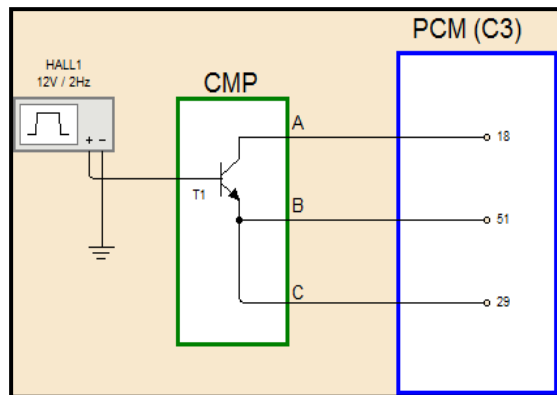 PCM (C3)
HALL1
12V / 2Hz
CMP
+ -
T1
A
18
B
51
C
29